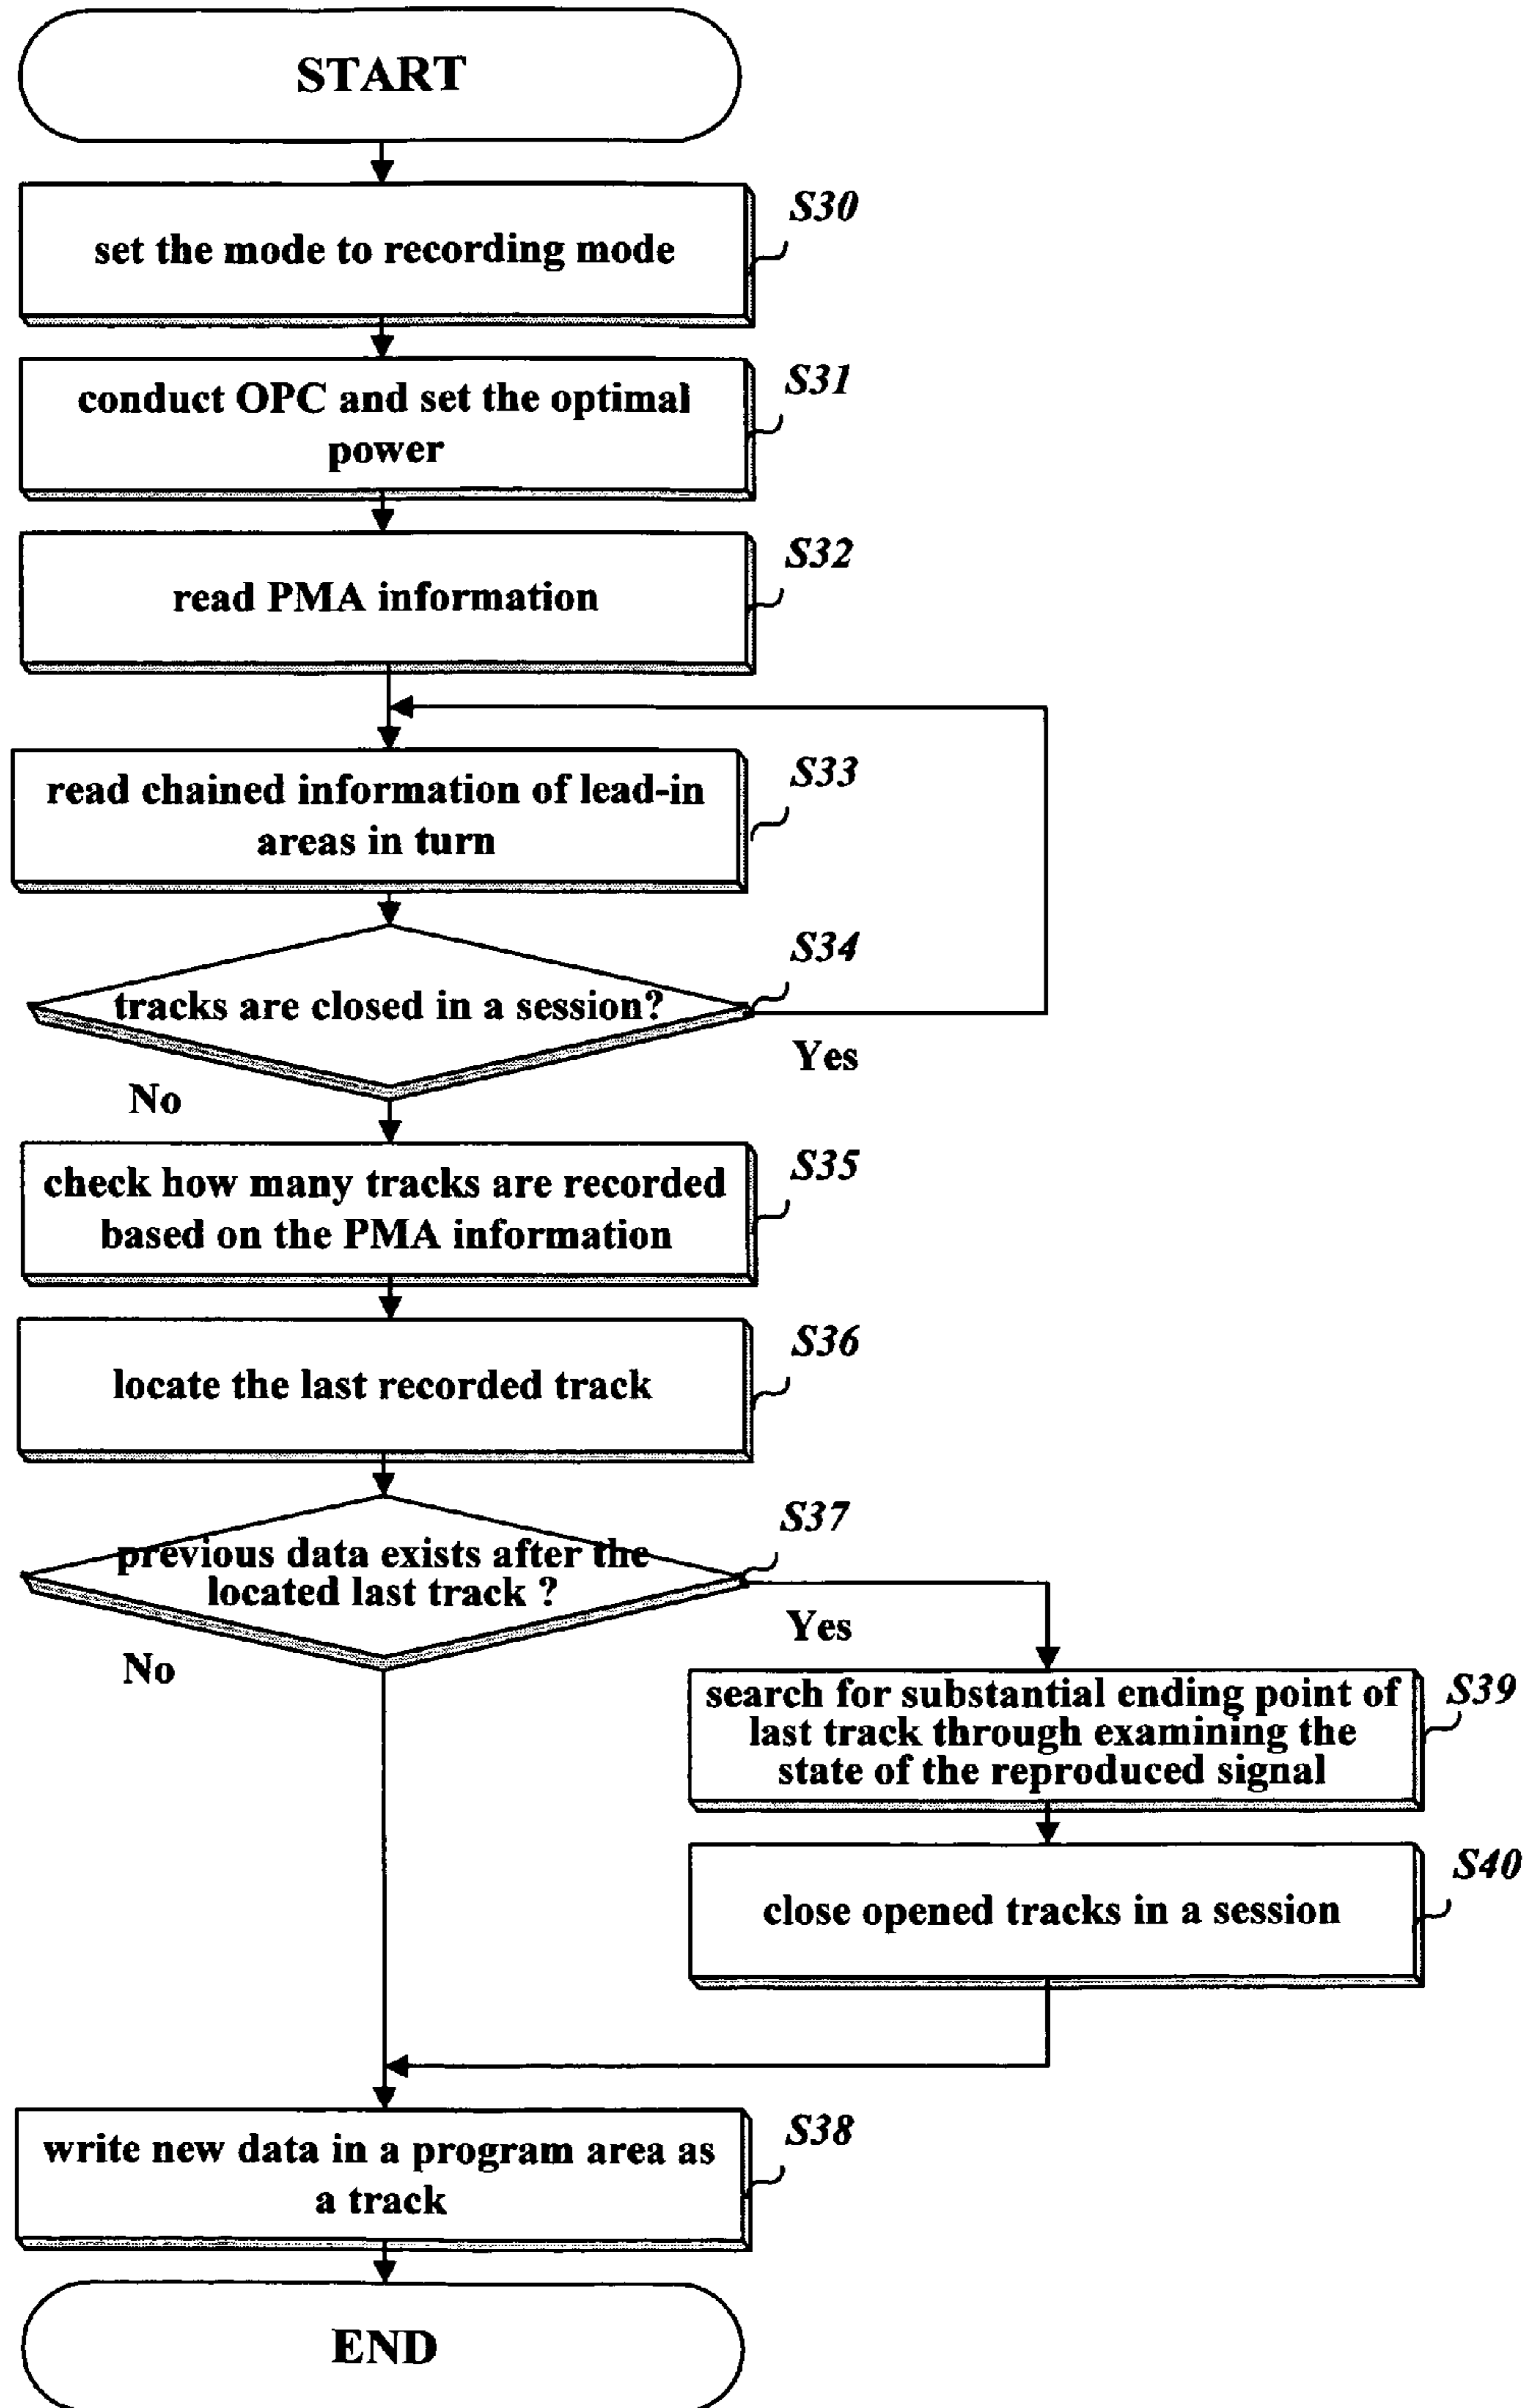 START
S30
set the mode to recording mode
S31
conduct OPC and set the optimal
power
S32
read PMA information
S33
read chained information of lead-in
areas in turn
S34
tracks are closed in a session?
Yes
No
S35
check how many tracks are recorded
based on the PMA information
S36
locate the last recorded track
S37
previous data exists after the
located last track ?
Yes
No
S39
search for substantial ending point of
last track through examining the
state of the reproduced signal
S40
close opened tracks in a session
S38
write new data in a program area as
a track
END